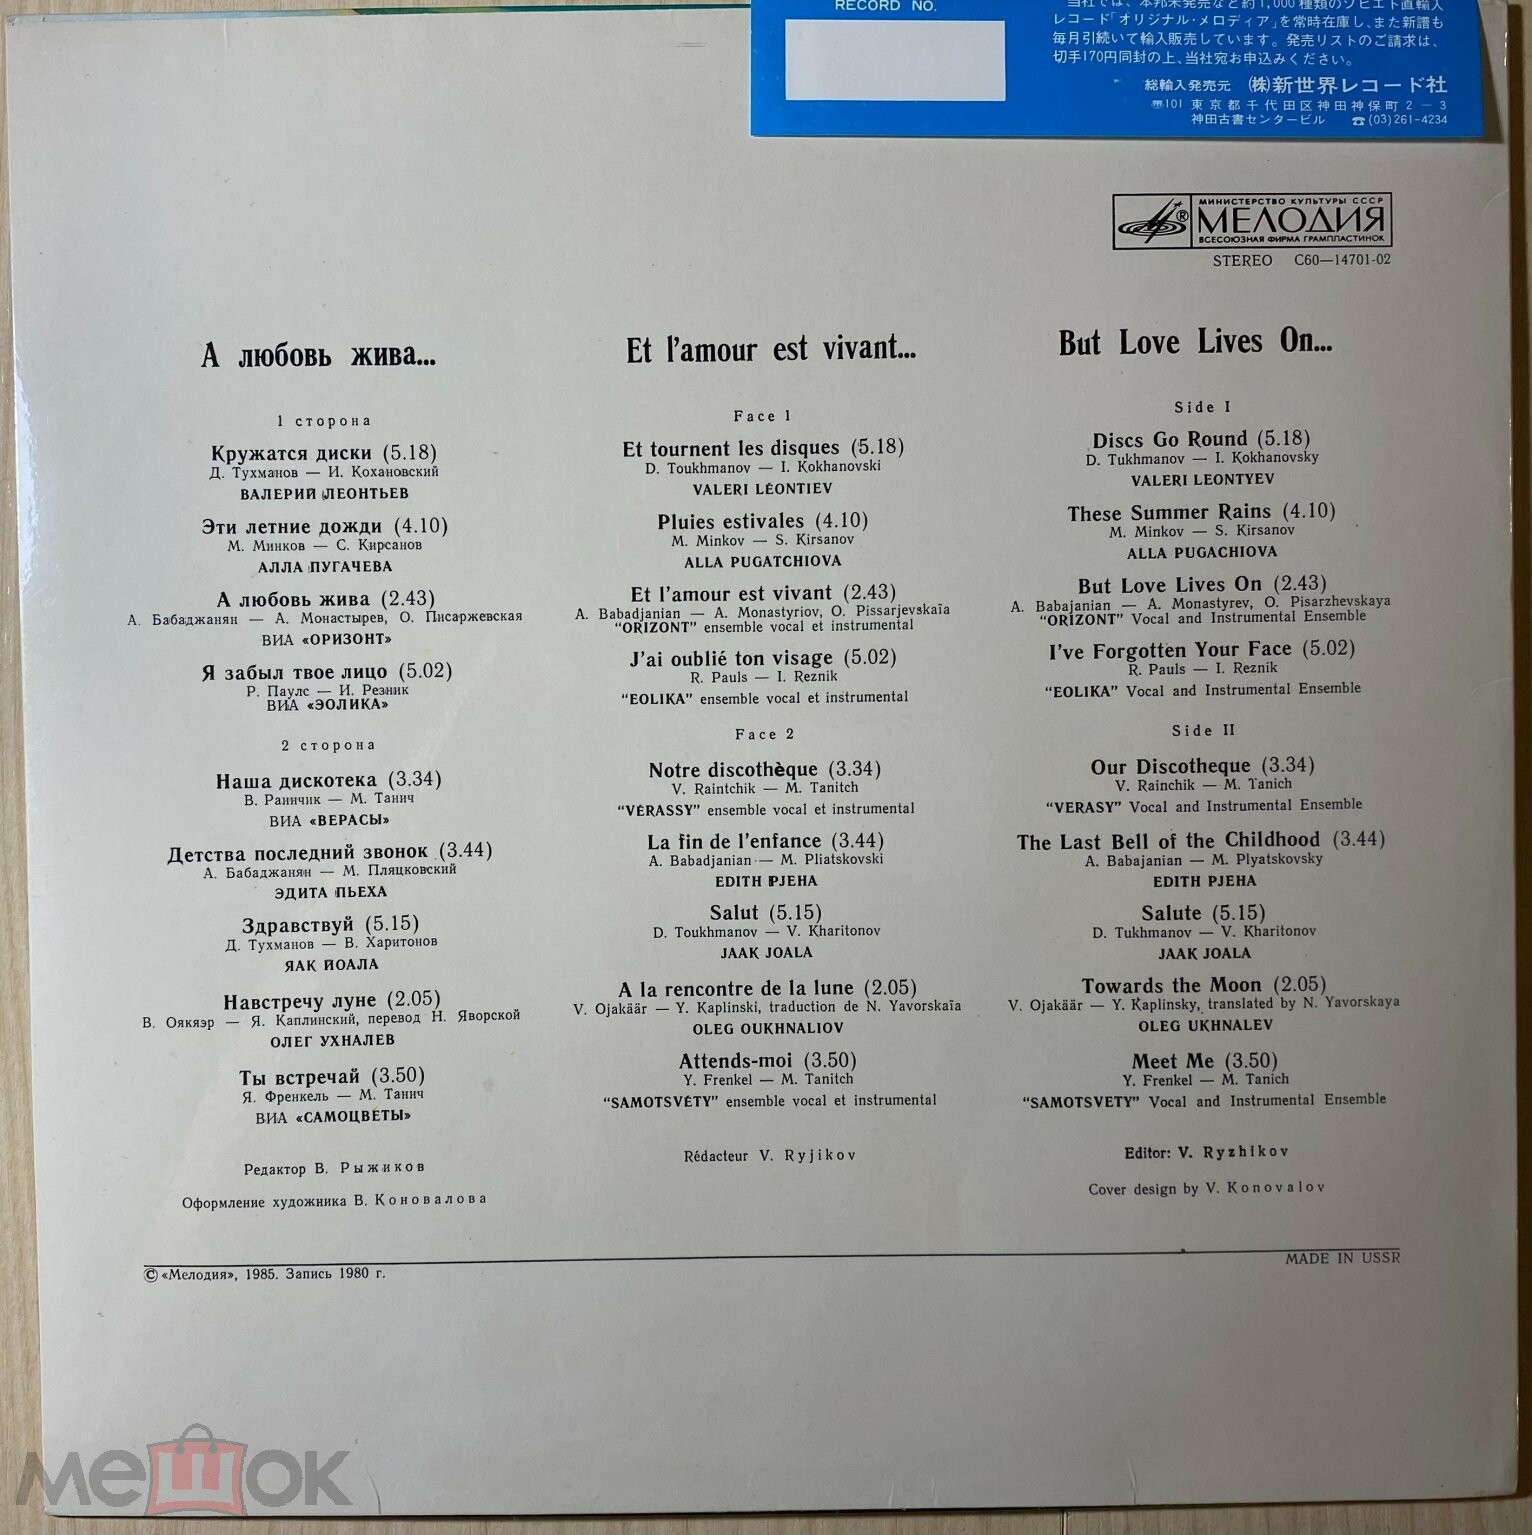 RECORD NO.
当社では、本邦未発売など約1,000種類のソビエト直輸入
レコード「オリジナル・メロディア」を常時在庫し、また新譜も
毎月引続いて輸入販売しています。発売リストのご請求は、
切手170円同封の上、当社宛お申込みください。
総輸入発売元 (株)新世界レコード社
〒101 東京都千代田区神田神保町2-3
神田古書センタービル ☎(03)261-4234
МИНИСТЕРСТВО КУЛЬТУРЫ СССР
МЕЛОДИЯ
ВСЕСОЮЗНАЯ ФИРМА ГРАМПЛАСТИНОК
STEREO С60—14701-02
А любовь жива...
1 сторона
Кружатся диски (5.18)
Д. Тухманов — И. Кохановский
ВАЛЕРИЙ ЛЕОНТЬЕВ
Эти летние дожди (4.10)
М. Минков — С. Кирсанов
АЛЛА ПУГАЧЕВА
А любовь жива (2.43)
А. Бабаджанян — А. Монастырев, О. Писаржевская
ВИА «ОРИЗОНТ»
Я забыл твое лицо (5.02)
Р. Паулс — И. Резник
ВИА «ЭОЛИКА»
2 сторона
Наша дискотека (3.34)
В. Раинчик — М. Танич
ВИА «ВЕРАСЫ»
Детства последний звонок (3.44)
А. Бабаджанян — М. Пляцковский
ЭДИТА ПЬЕХА
Здравствуй (5.15)
Д. Тухманов — В. Харитонов
ЯАК ЙОАЛА
Навстречу луне (2.05)
В. Оякяэр — Я. Каплинский, перевод Н. Яворской
ОЛЕГ УХНАЛЕВ
Ты встречай (3.50)
Я. Френкель — М. Танич
ВИА «САМОЦВЕТЫ»
Редактор В. Рыжиков
Оформление художника В. Коновалова
Et l'amour est vivant...
Face 1
Et tournent les disques (5.18)
D. Toukhmanov — I. Kokhanovski
VALERI LÉONTIEV
Pluies estivales (4.10)
M. Minkov — S. Kirsanov
ALLA PUGATCHIOVA
Et l'amour est vivant (2.43)
A. Babadjanian — A. Monastyriov, O. Pissarjevskaïa
"ORIZONT" ensemble vocal et instrumental
J'ai oublié ton visage (5.02)
R. Pauls — I. Reznik
"EOLIKA" ensemble vocal et instrumental
Face 2
Notre discothèque (3.34)
V. Raintchik — M. Tanitch
"VÉRASSY" ensemble vocal et instrumental
La fin de l'enfance (3.44)
A. Babadjanian — M. Pliatskovski
EDITH PJEHA
Salut (5.15)
D. Toukhmanov — V. Kharitonov
JAAK JOALA
A la rencontre de la lune (2.05)
V. Ojakäär — Y. Kaplinski, traduction de N. Yavorskaïa
OLEG OUKHNALIOV
Attends-moi (3.50)
Y. Frenkel — M. Tanitch
"SAMOTSVÉTY" ensemble vocal et instrumental
Rédacteur V. Ryjikov
But Love Lives On...
Side I
Discs Go Round (5.18)
D. Tukhmanov — I. Kokhanovsky
VALERI LEONTYEV
These Summer Rains (4.10)
M. Minkov — S. Kirsanov
ALLA PUGACHIOVA
But Love Lives On (2.43)
A. Babajanian — A. Monastyrev, O. Pisarzhevskaya
"ORIZONT" Vocal and Instrumental Ensemble
I've Forgotten Your Face (5.02)
R. Pauls — I. Reznik
"EOLIKA" Vocal and Instrumental Ensemble
Side II
Our Discotheque (3.34)
V. Rainchik — M. Tanich
"VERASY" Vocal and Instrumental Ensemble
The Last Bell of the Childhood (3.44)
A. Babajanian — M. Plyatskovsky
EDITH PJEHA
Salute (5.15)
D. Tukhmanov — V. Kharitonov
JAAK JOALA
Towards the Moon (2.05)
V. Ojakäär — Y. Kaplinsky, translated by N. Yavorskaya
OLEG UKHNALEV
Meet Me (3.50)
Y. Frenkel — M. Tanich
"SAMOTSVETY" Vocal and Instrumental Ensemble
Editor: V. Ryzhikov
Cover design by V. Konovalov
© «Мелодия», 1985. Запись 1980 г.
MADE IN USSR
мешок